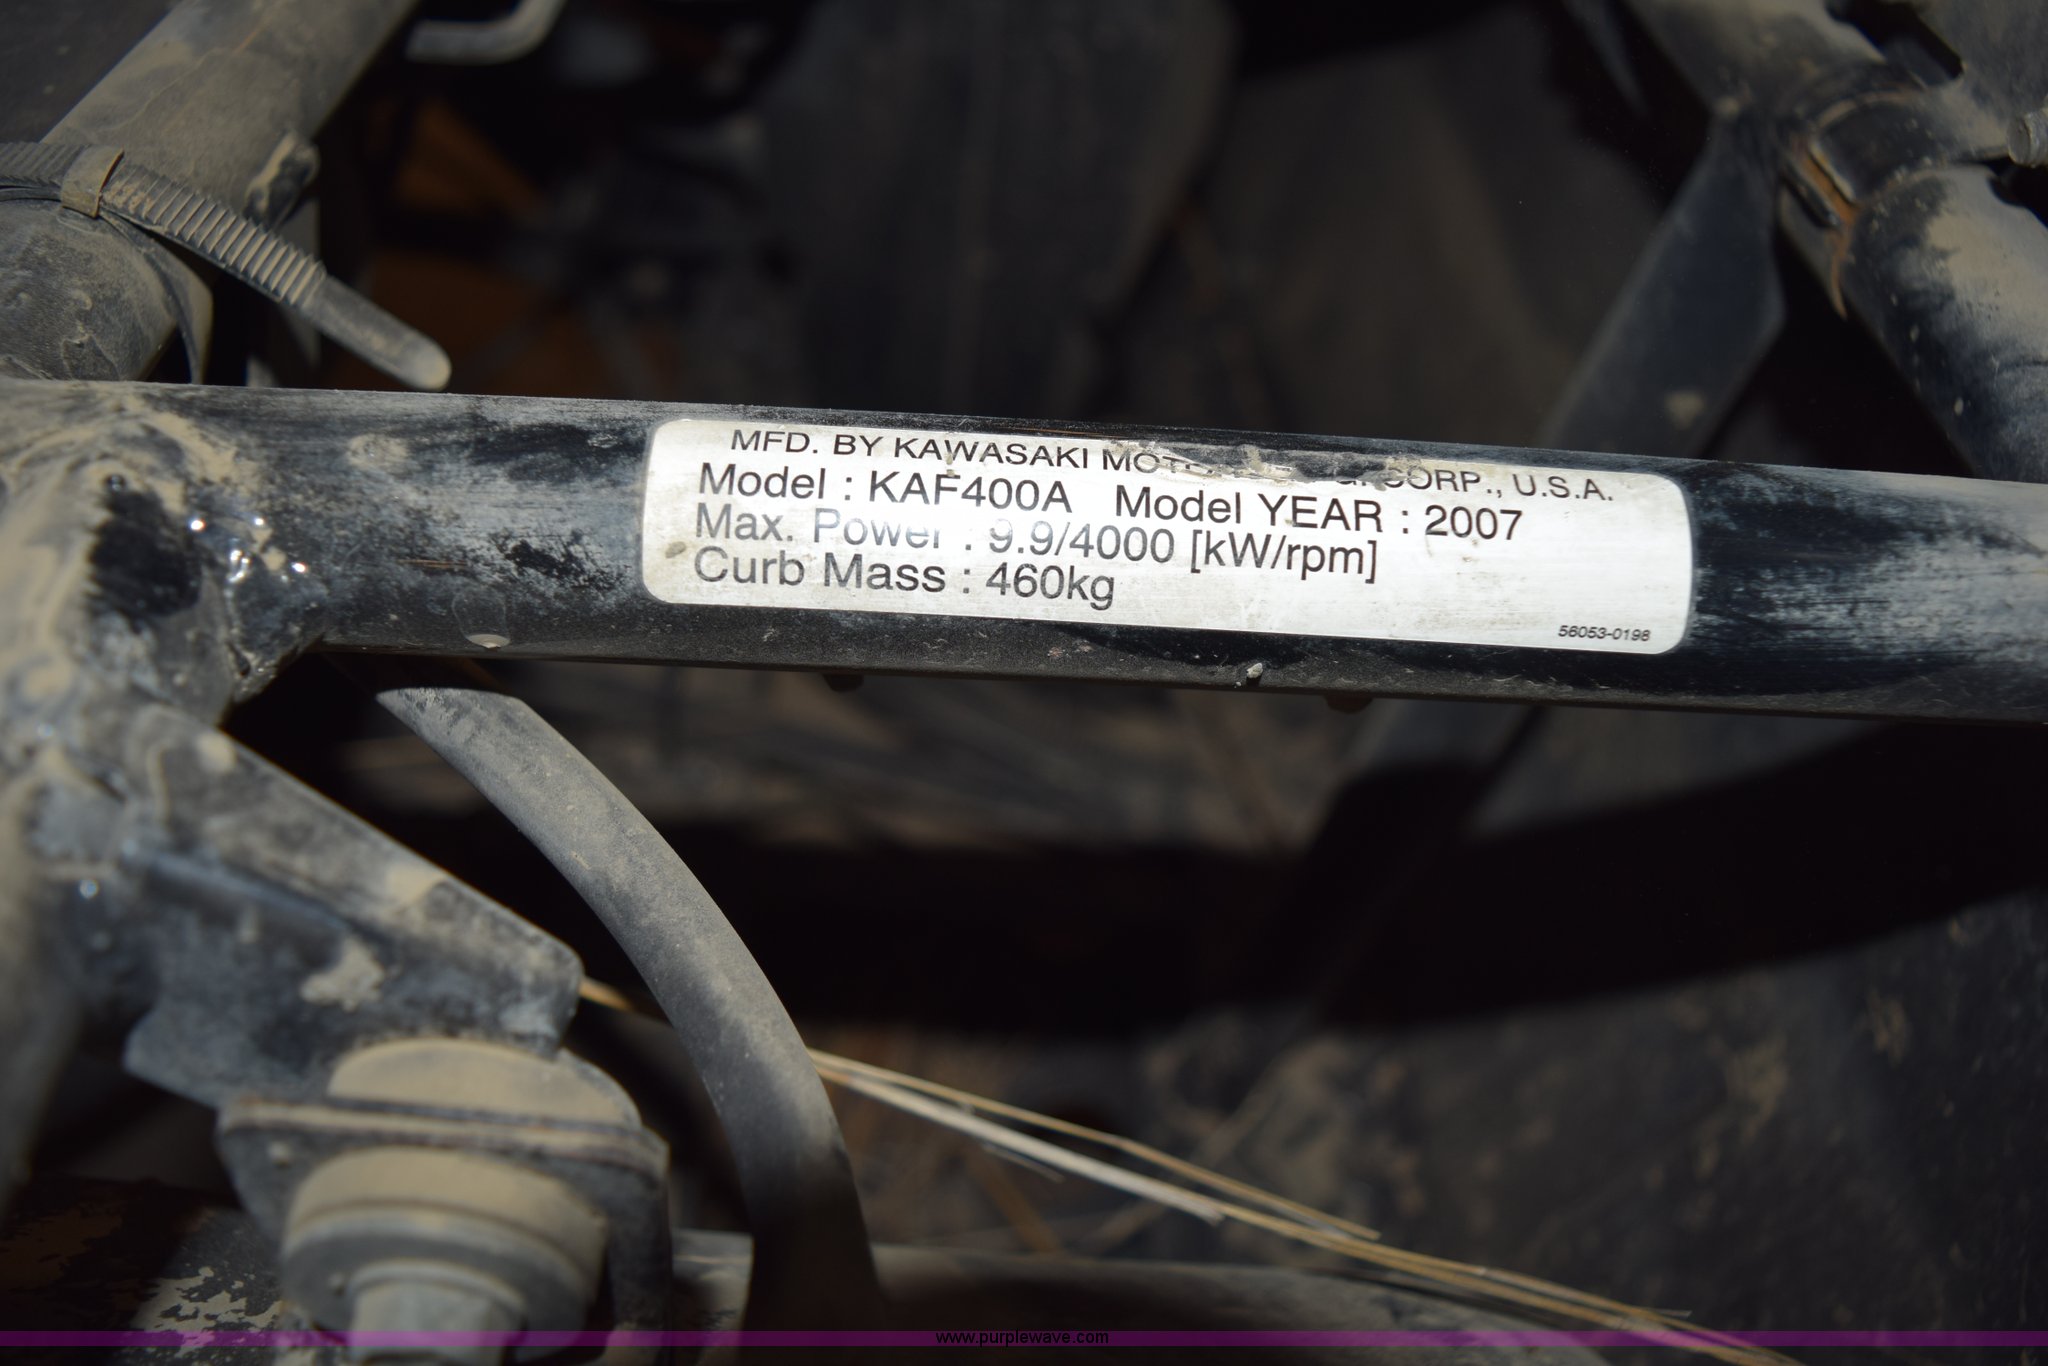 MFD. BY KAWASAKI CORP., U.S.A.
Model : KAF400A Model YEAR : 2007
Max. Power : 9.9/4000 [kW/rpm]
Curb Mass : 460kg
56053-0198
www.purplewave.com